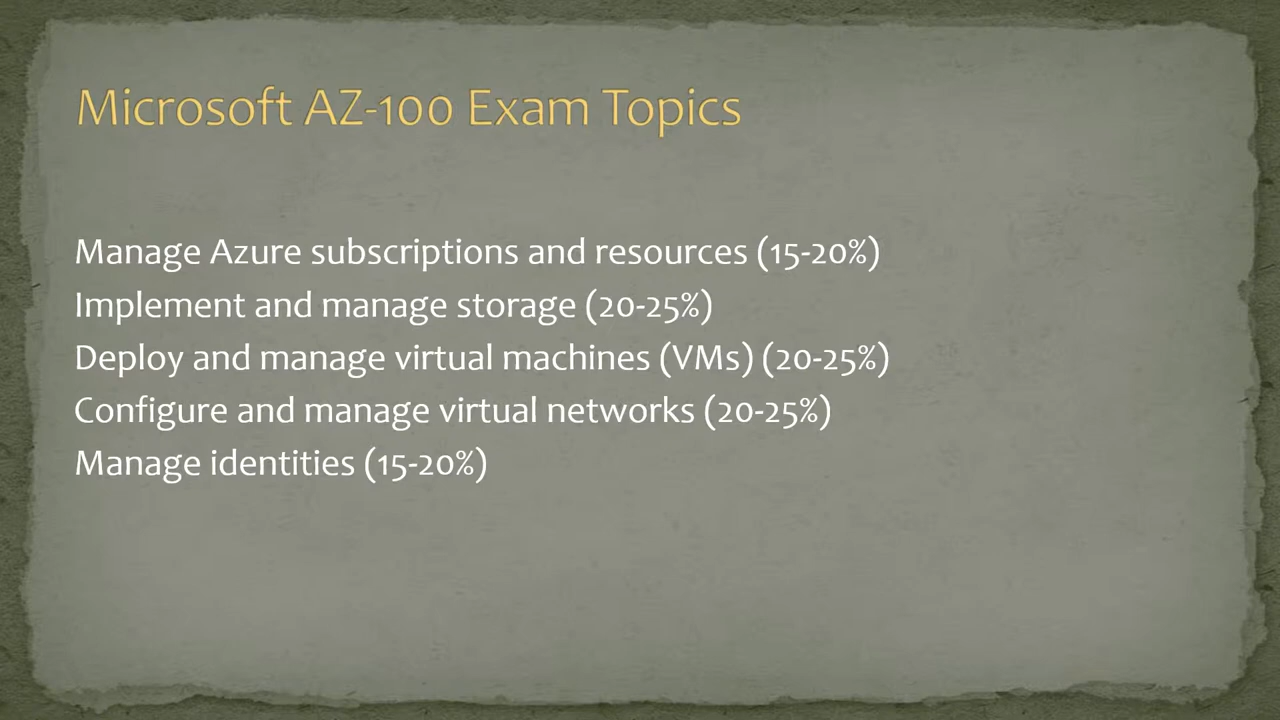 Microsoft AZ-100 Exam Topics
Manage Azure subscriptions and resources (15-20%)
Implement and manage storage (20-25%)
Deploy and manage virtual machines (VMs) (20-25%)
Configure and manage virtual networks (20-25%)
Manage identities (15-20%)